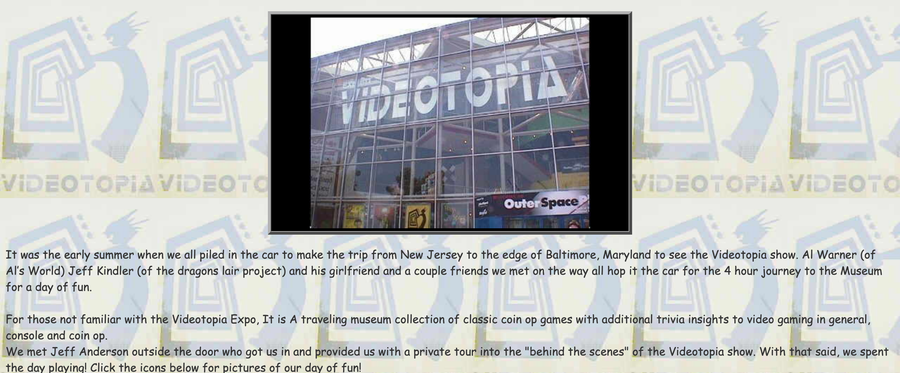 VIDEOTOPIA
OuterSpace
VIDEOTOPIA VIDEOTO
VIDEOTOPIA
It was the early summer when we all piled in the car to make the trip from New Jersey to the edge of Baltimore, Maryland to see the Videotopia show. Al Warner (of
Al's World) Jeff Kindler (of the dragons lair project) and his girlfriend and a couple friends we met on the way all hop it the car for the 4 hour journey to the Museum
for a day of fun.
For those not familiar with the Videotopia Expo, It is A traveling museum collection of classic coin op games with additional trivia insights to video gaming in general,
console and coin op.
We met Jeff Anderson outside the door who got us in and provided us with a private tour into the "behind the scenes" of the Videotopia show. With that said, we spent
the day playing! Click the icons below for pictures of our day of fun!